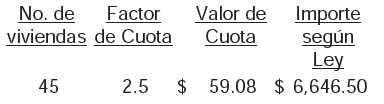 No. de Factor Valor de Importe
viviendas de Cuota Cuota según
Ley
45 2.5 $ 59.08 $ 6,646.50